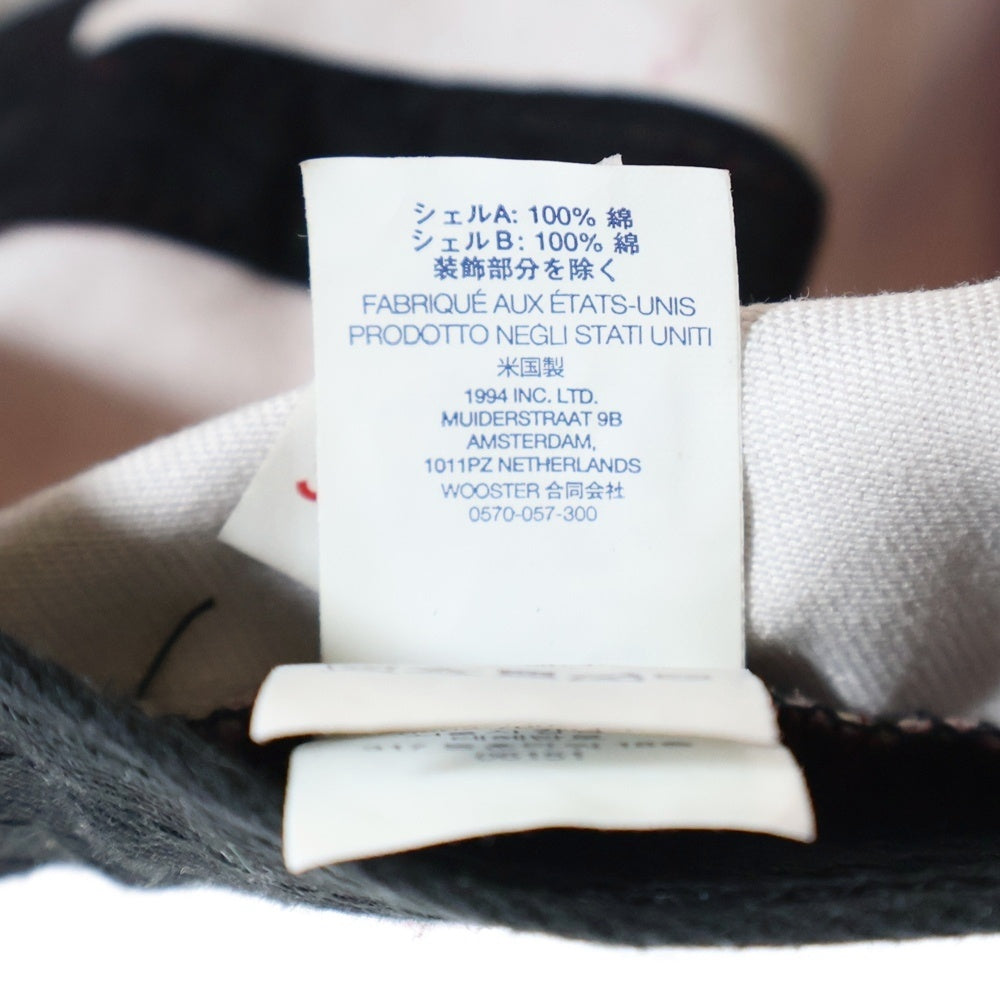 シェルA: 100% 綿
シェルB: 100% 綿
装飾部分を除く
FABRIQUÉ AUX ÉTATS-UNIS
PRODOTTO NEGLI STATI UNITI
米国製
1994 INC. LTD.
MUIDERSTRAAT 9B
AMSTERDAM,
1011PZ NETHERLANDS
WOOSTER 合同会社
0570-057-300
06181